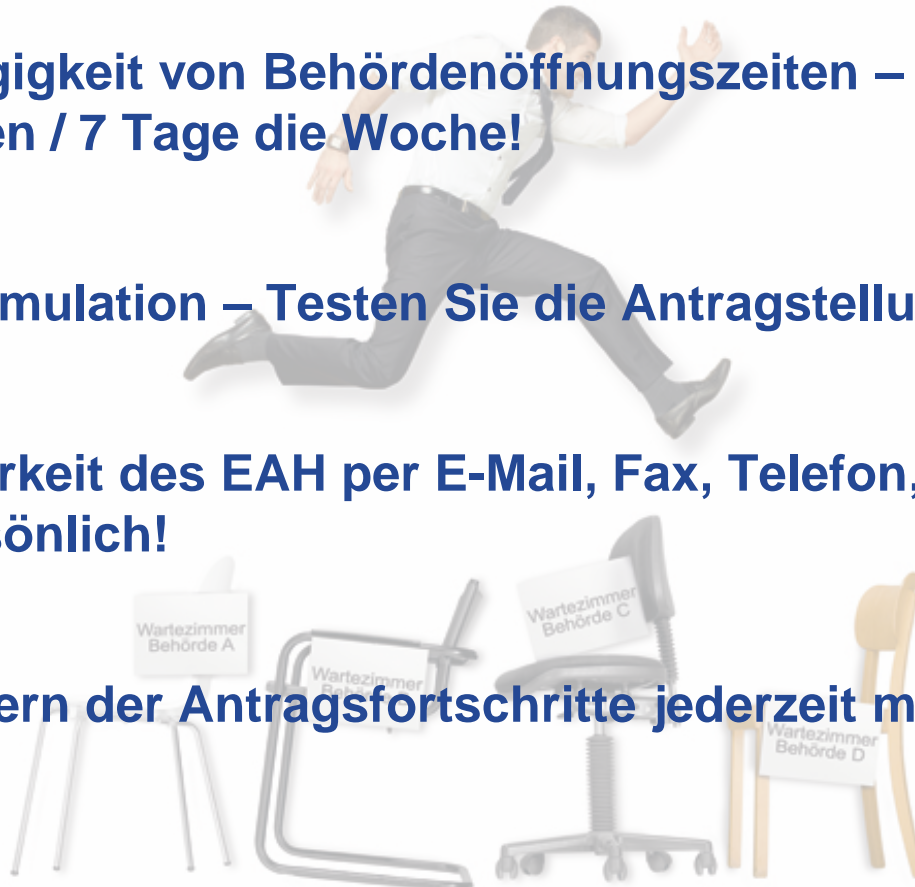 gigkeit von Behördenöffnungszeiten –
en / 7 Tage die Woche!
mulation – Testen Sie die Antragstellu
rkeit des EAH per E-Mail, Fax, Telefon,
sönlich!
Wartezimmer
Behörde A
Wartezimmer
Wartezimmer
Behörde C
ern der Antragsfortschritte jederzeit m
Wartezimmer
Behörde D